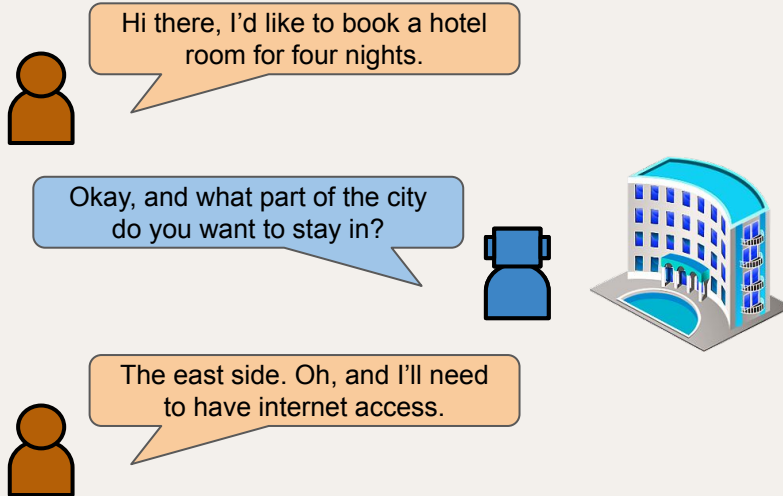 Hi there, I’d like to book a hotel
room for four nights.
Okay, and what part of the city
do you want to stay in?
The east side. Oh, and I’ll need
to have internet access.